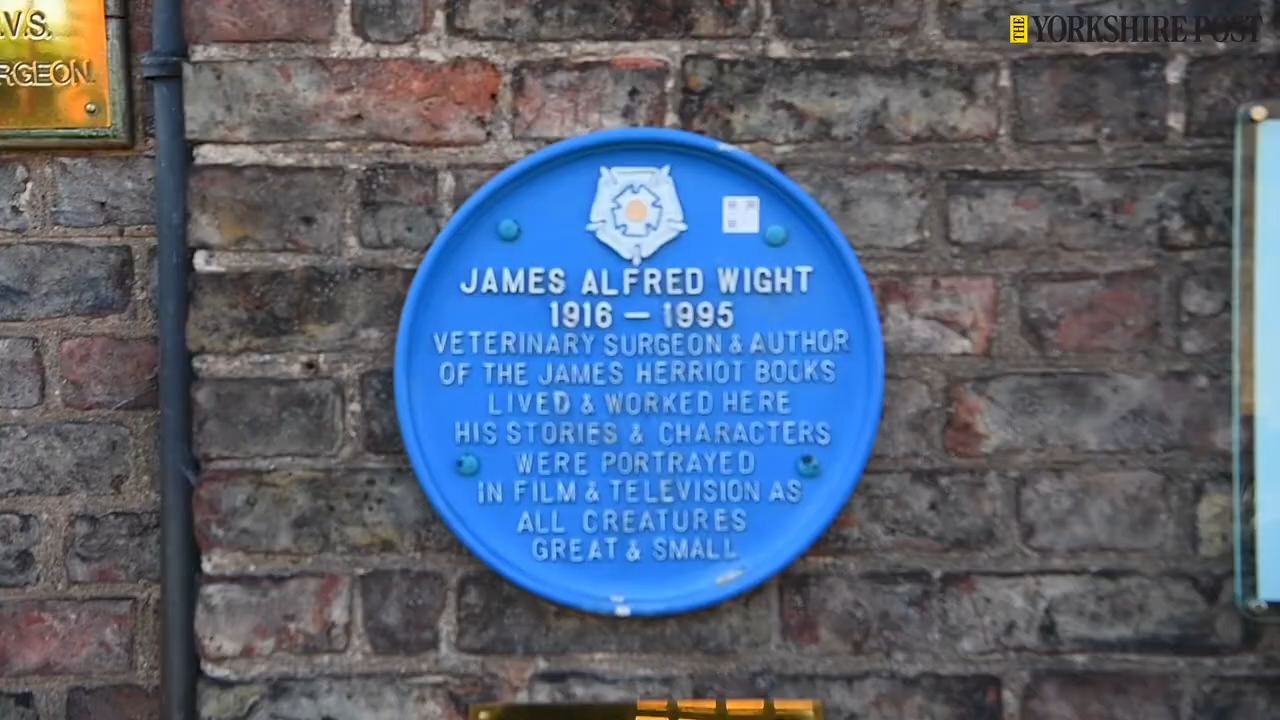 .V.S.
RGEON.
THE YORKSHIRE POST
JAMES ALFRED WIGHT
1916 – 1995
VETERINARY SURGEON & AUTHOR
OF THE JAMES HERRIOT BOOKS
LIVED & WORKED HERE
HIS STORIES & CHARACTERS
WERE PORTRAYED
IN FILM & TELEVISION AS
ALL CREATURES
GREAT & SMALL